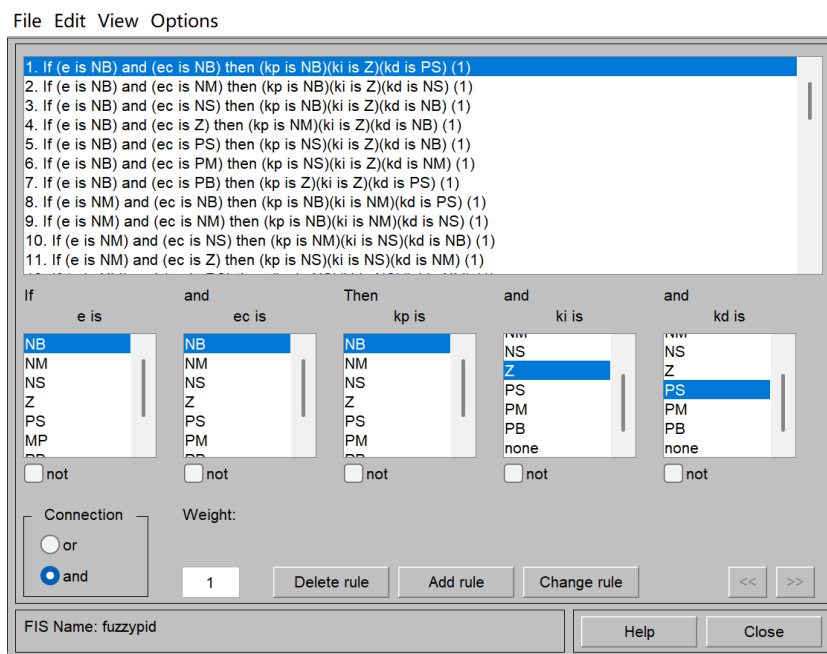 File Edit View Options
1. If (e is NB) and (ec is NB) then (kp is NB)(ki is Z)(kd is PS) (1)
2. If (e is NB) and (ec is NM) then (kp is NB)(ki is Z)(kd is NS) (1)
3. If (e is NB) and (ec is NS) then (kp is NB)(ki is Z)(kd is NB) (1)
4. If (e is NB) and (ec is Z) then (kp is NM)(ki is Z)(kd is NB) (1)
5. If (e is NB) and (ec is PS) then (kp is NS)(ki is Z)(kd is NB) (1)
6. If (e is NB) and (ec is PM) then (kp is NS)(ki is Z)(kd is NM) (1)
7. If (e is NB) and (ec is PB) then (kp is Z)(ki is Z)(kd is PS) (1)
8. If (e is NM) and (ec is NB) then (kp is NB)(ki is NM)(kd is PS) (1)
9. If (e is NM) and (ec is NM) then (kp is NB)(ki is NM)(kd is NS) (1)
10. If (e is NM) and (ec is NS) then (kp is NM)(ki is NS)(kd is NB) (1)
11. If (e is NM) and (ec is Z) then (kp is NS)(ki is NS)(kd is NM) (1)
If and Then and and
e is ec is kp is ki is kd is
NB NB NB
NM NM NM NS NS
NS NS NS Z Z
Z Z Z PS PS
PS PS PS PM PM
MP PM PM PB PB
none none
not not not not not
Connection Weight:
or
and 1 Delete rule Add rule Change rule << >>
FIS Name: fuzzypid Help Close